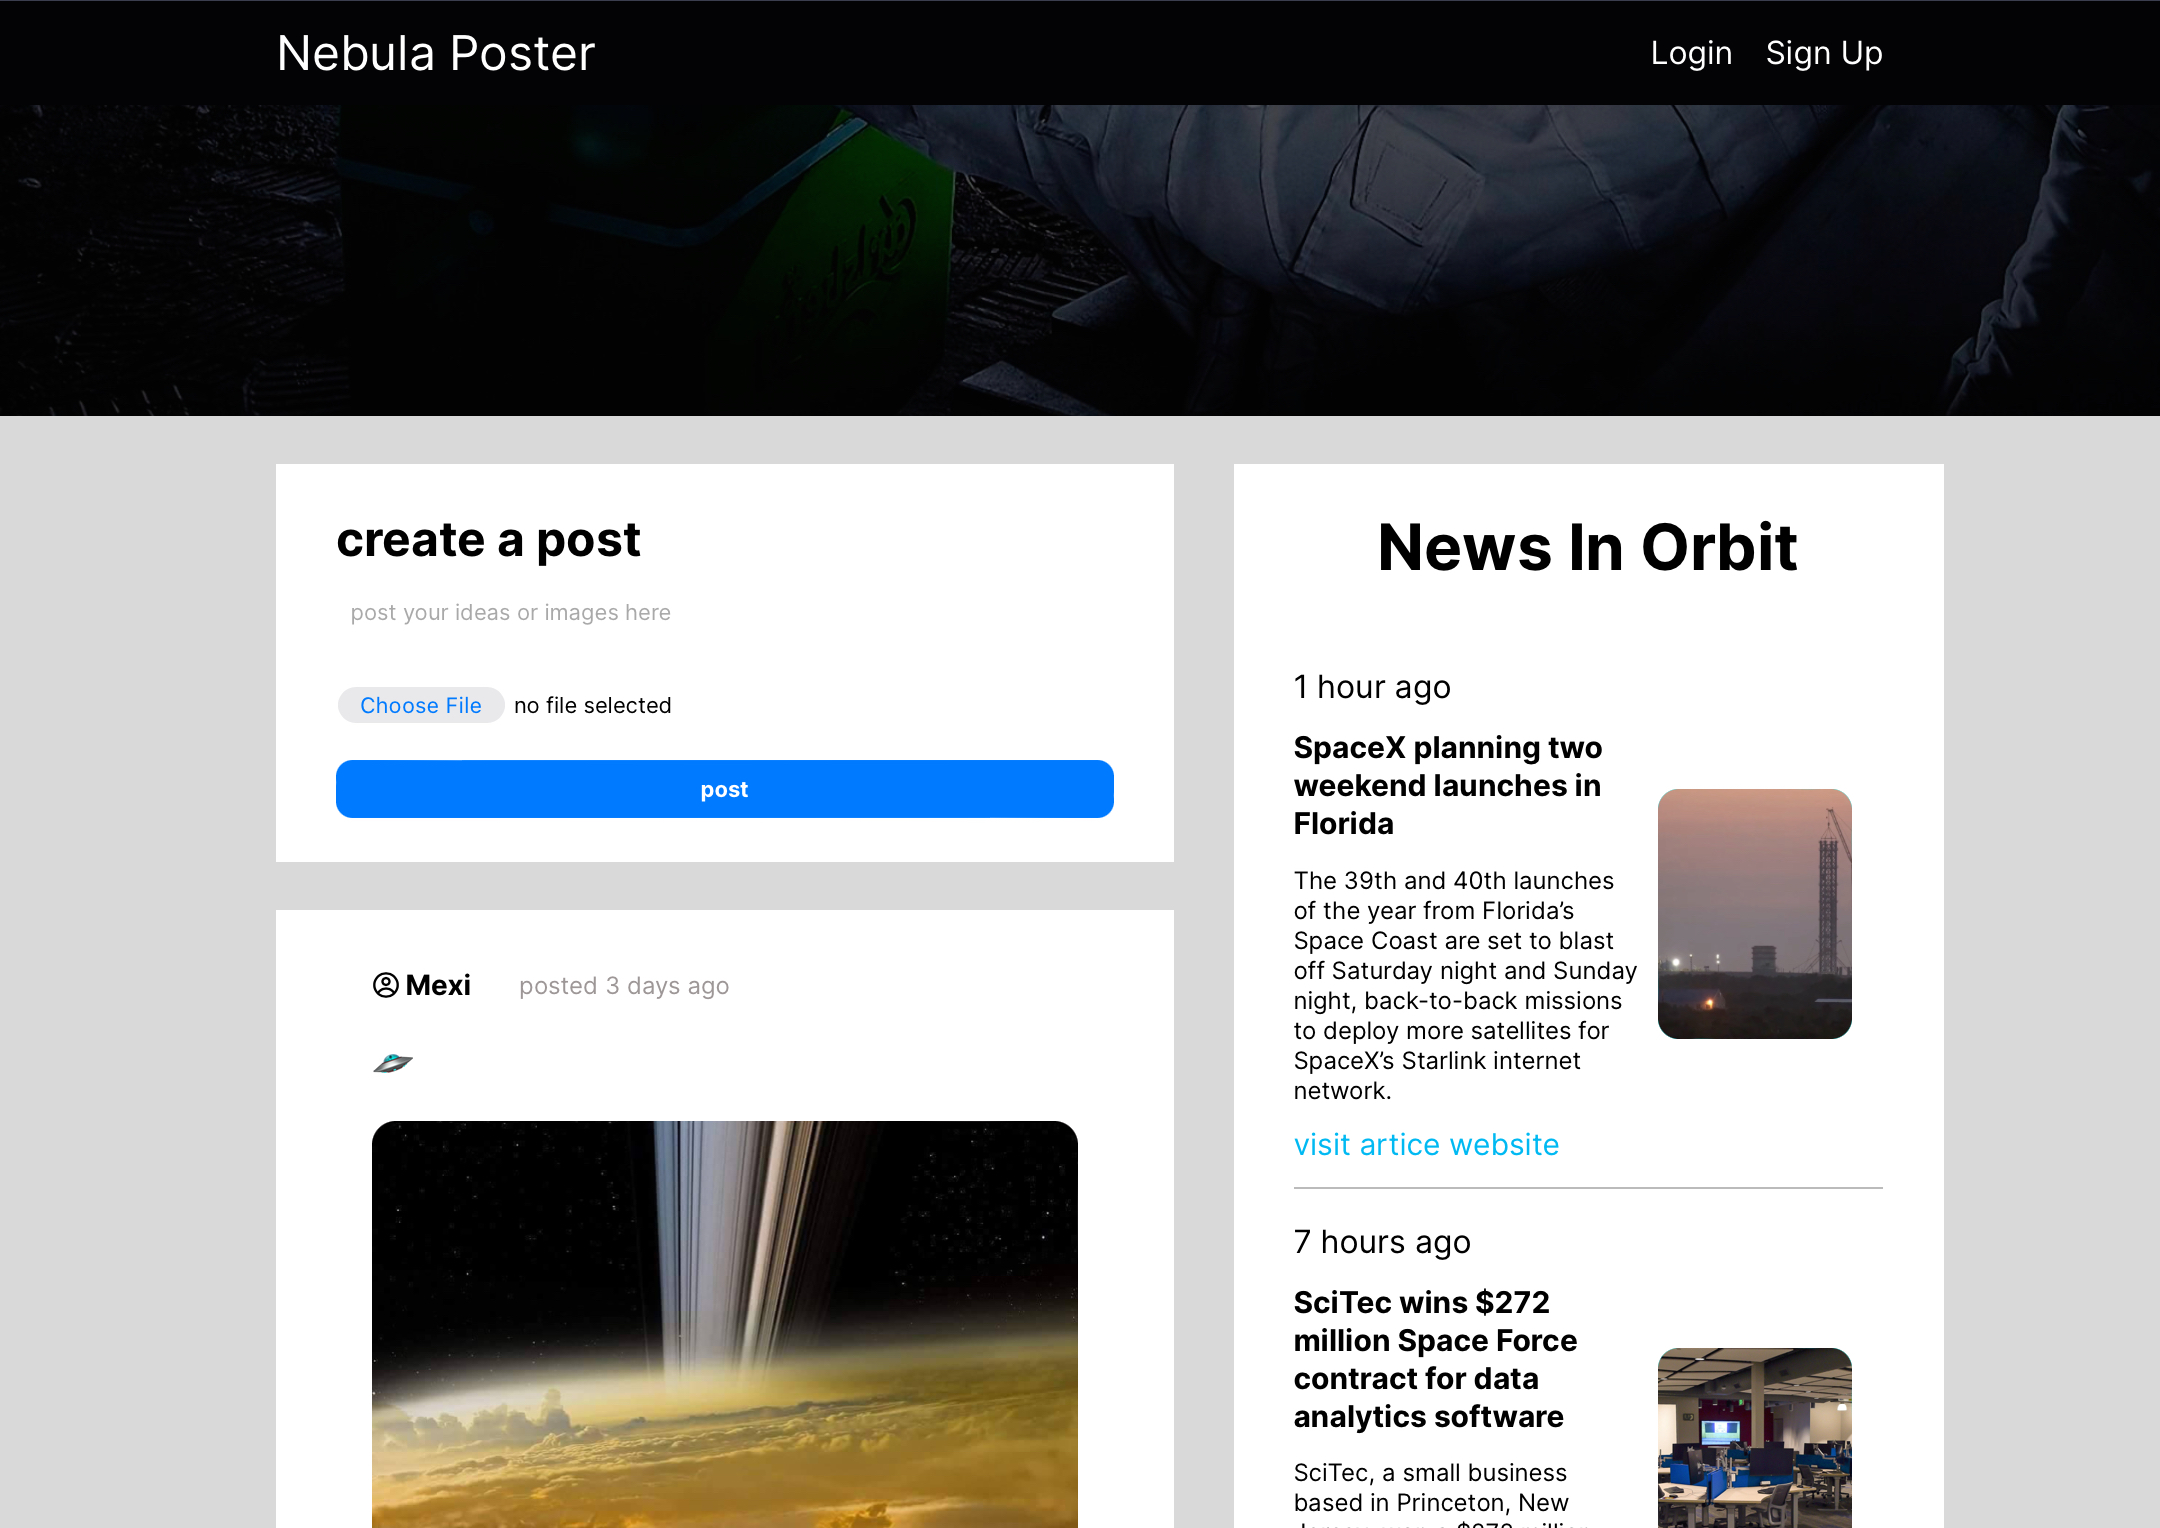 Nebula Poster
Login
Sign Up
create a post
post your ideas or images here
Choose File no file selected
post
Mexi posted 3 days ago
News In Orbit
1 hour ago
SpaceX planning two
weekend launches in
Florida
The 39th and 40th launches
of the year from Florida’s
Space Coast are set to blast
off Saturday night and Sunday
night, back-to-back missions
to deploy more satellites for
SpaceX’s Starlink internet
network.
visit artice website
7 hours ago
SciTec wins $272
million Space Force
contract for data
analytics software
SciTec, a small business
based in Princeton, New